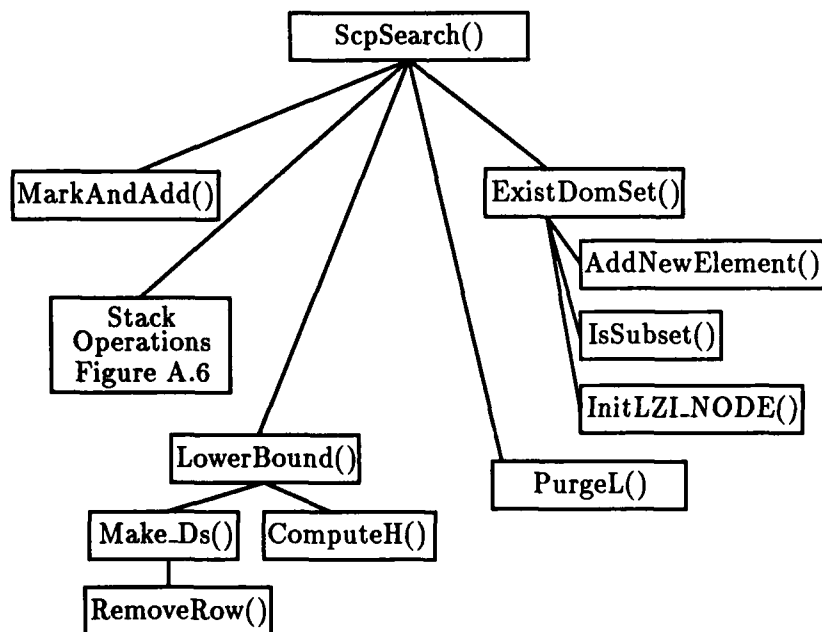 ScpSearch()
MarkAndAdd()
ExistDomSet()
AddNewElement()
Stack
Operations
Figure A.6
IsSubset()
InitLZI_NODE()
LowerBound()
PurgeL()
Make_Ds()
ComputeH()
RemoveRow()